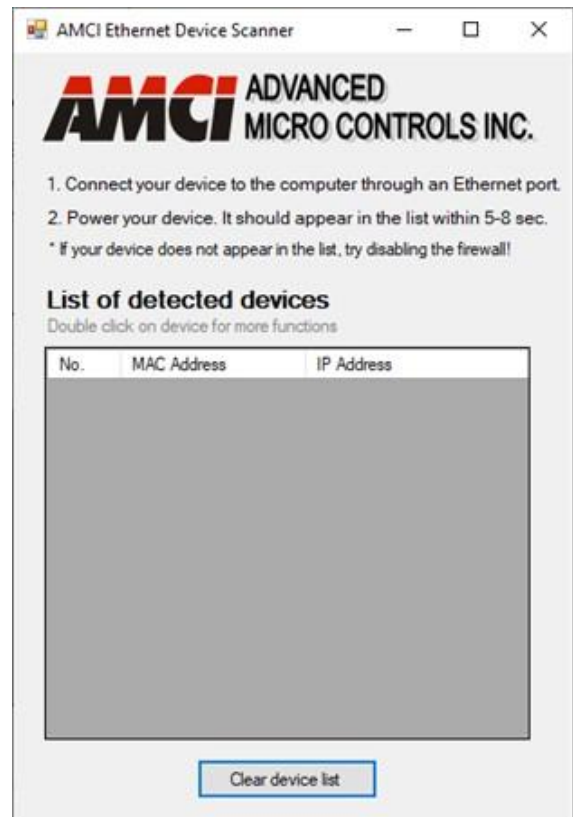 AMCI Ethernet Device Scanner
AMCI ADVANCED
MICRO CONTROLS INC.
1. Connect your device to the computer through an Ethernet port.
2. Power your device. It should appear in the list within 5-8 sec.
* If your device does not appear in the list, try disabling the firewall!
List of detected devices
Double click on device for more functions
No. MAC Address IP Address
Clear device list